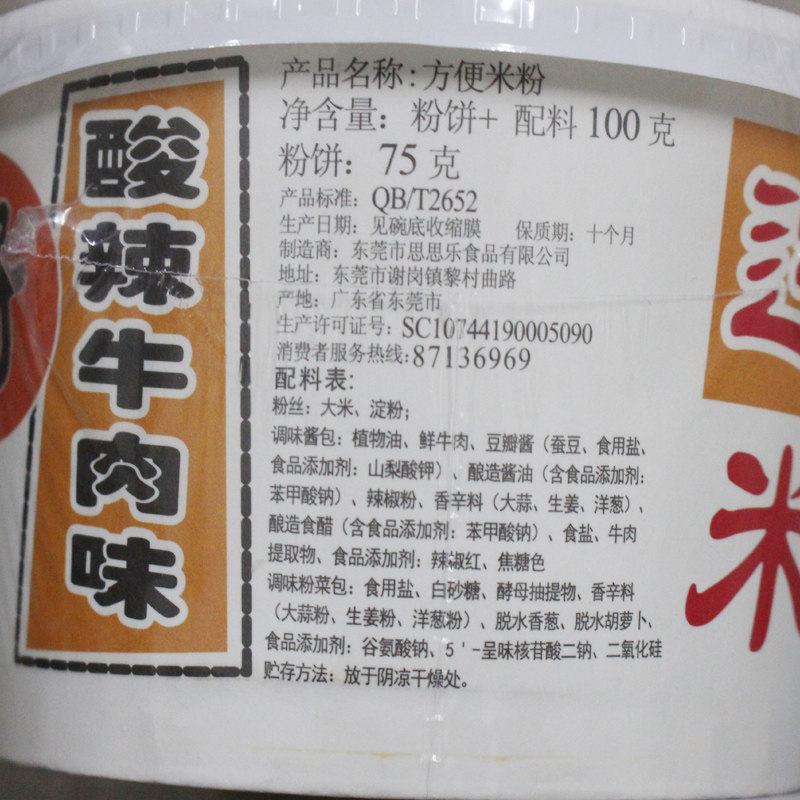 酸辣牛肉味
产品名称：方便米粉
净含量：粉饼+ 配料 100 克
粉饼：75 克
产品标准：QB/T2652
生产日期：见碗底收缩膜 保质期：十个月
制造商：东莞市思思乐食品有限公司
地址：东莞市谢岗镇黎村曲路
产地：广东省东莞市
生产许可证号：SC10744190005090
消费者服务热线：87136969
配料表：
粉丝：大米、淀粉；
调味酱包：植物油、鲜牛肉、豆瓣酱（蚕豆、食用盐、
食品添加剂：山梨酸钾）、酿造酱油（含食品添加剂：
苯甲酸钠）、辣椒粉、香辛料（大蒜、生姜、洋葱）、
酿造食醋（含食品添加剂：苯甲酸钠）、食盐、牛肉
提取物、食品添加剂：辣椒红、焦糖色
调味粉菜包：食用盐、白砂糖、酵母抽提物、香辛料
（大蒜粉、生姜粉、洋葱粉）、脱水香葱、脱水胡萝卜、
食品添加剂：谷氨酸钠、5＇-呈味核苷酸二钠、二氧化硅
贮存方法：放于阴凉干燥处。
米